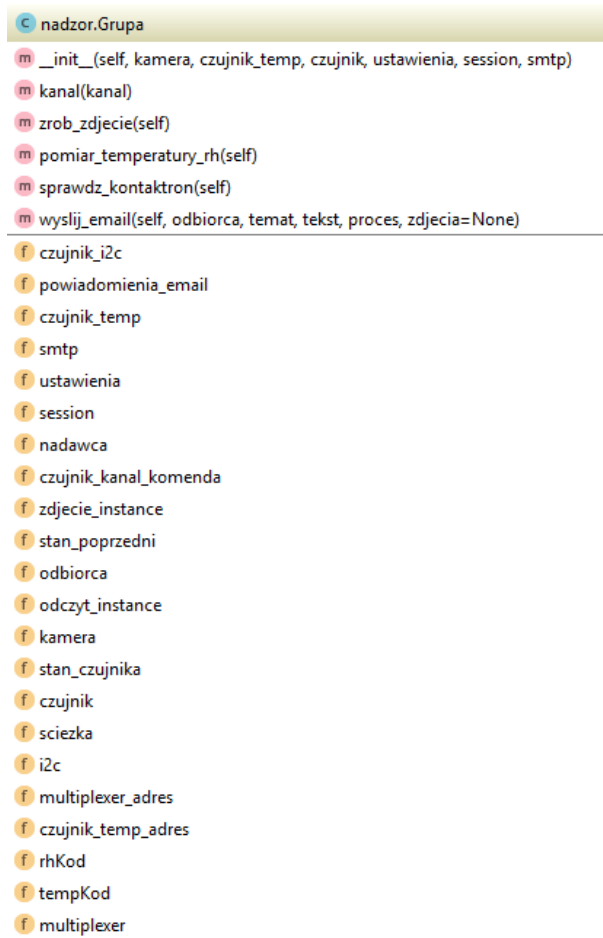 C nadzor.Grupa
m __init__(self, kamera, czujnik_temp, czujnik, ustawienia, session, smtp)
m kanal(kanal)
m zrob_zdjecie(self)
m pomiar_temperatury_rh(self)
m sprawdz_kontaktron(self)
m wyslij_email(self, odbiorca, temat, tekst, proces, zdjecia=None)
f czujnik_i2c
f powiadomienia_email
f czujnik_temp
f smtp
f ustawienia
f session
f nadawca
f czujnik_kanal_komenda
f zdjecie_instance
f stan_poprzedni
f odbiorca
f odczyt_instance
f kamera
f stan_czujnika
f czujnik
f sciezka
f i2c
f multiplexer_adres
f czujnik_temp_adres
f rhKod
f tempKod
f multiplexer